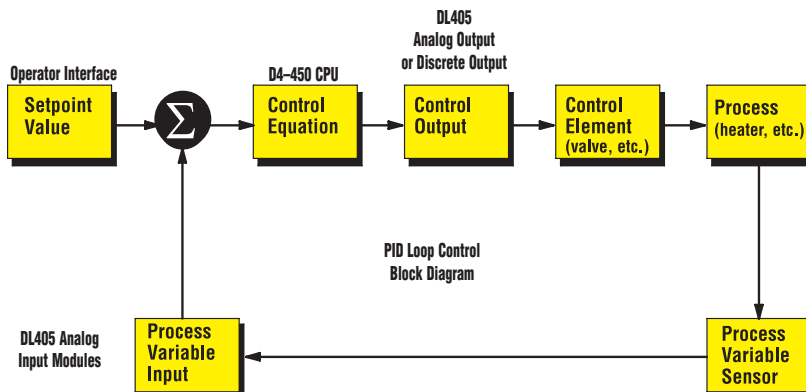 DL405
Analog Output
or Discrete Output
Operator Interface
D4–450 CPU
Setpoint
Value
Σ
Control
Equation
Control
Output
Control
Element
(valve, etc.)
Process
(heater, etc.)
PID Loop Control
Block Diagram
DL405 Analog
Input Modules
Process
Variable
Input
Process
Variable
Sensor